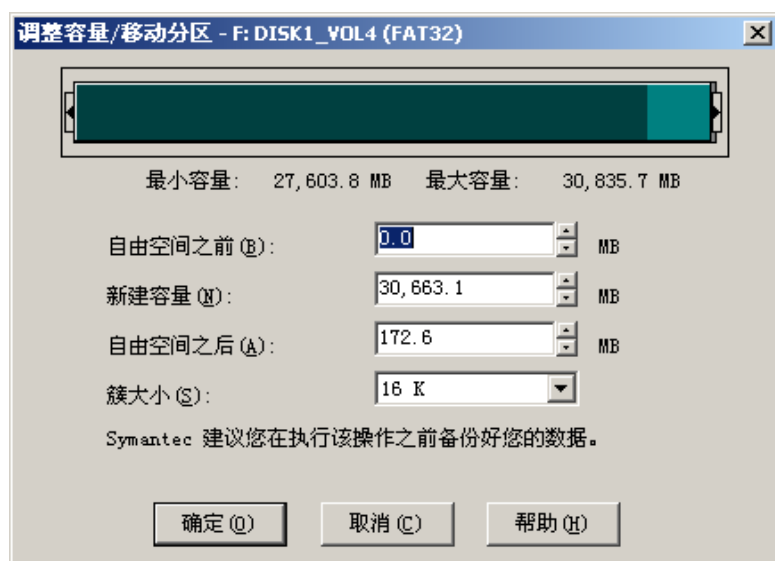 调整容量/移动分区 - F: DISK1_VOL4 (FAT32)
最小容量: 27,603.8 MB 最大容量: 30,835.7 MB
自由空间之前(B): 0.0 MB
新建容量(N): 30,663.1 MB
自由空间之后(A): 172.6 MB
簇大小(S): 16 K
Symantec 建议您在执行该操作之前备份好您的数据。
确定(O) 取消(C) 帮助(H)